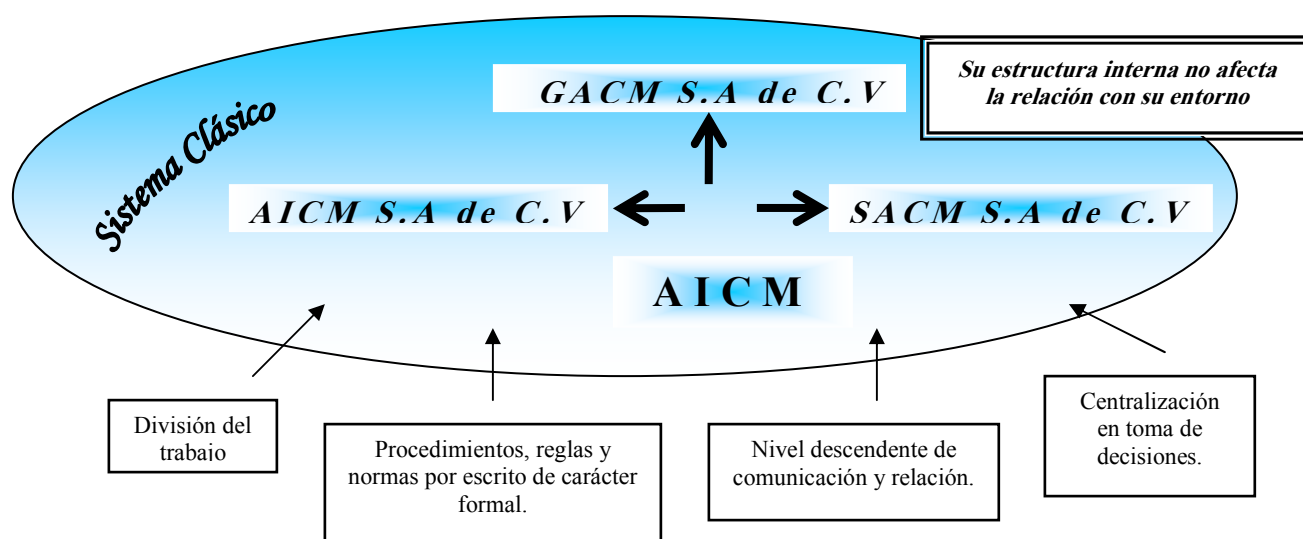 Su estructura interna no afecta
la relación con su entorno
GACM S.A de C.V
Sistema Clásico
AICM S.A de C.V
SACM S.A de C.V
AICM
División del
trabajo
Procedimientos, reglas y
normas por escrito de carácter
formal.
Nivel descendente de
comunicación y relación.
Centralización
en toma de
decisiones.